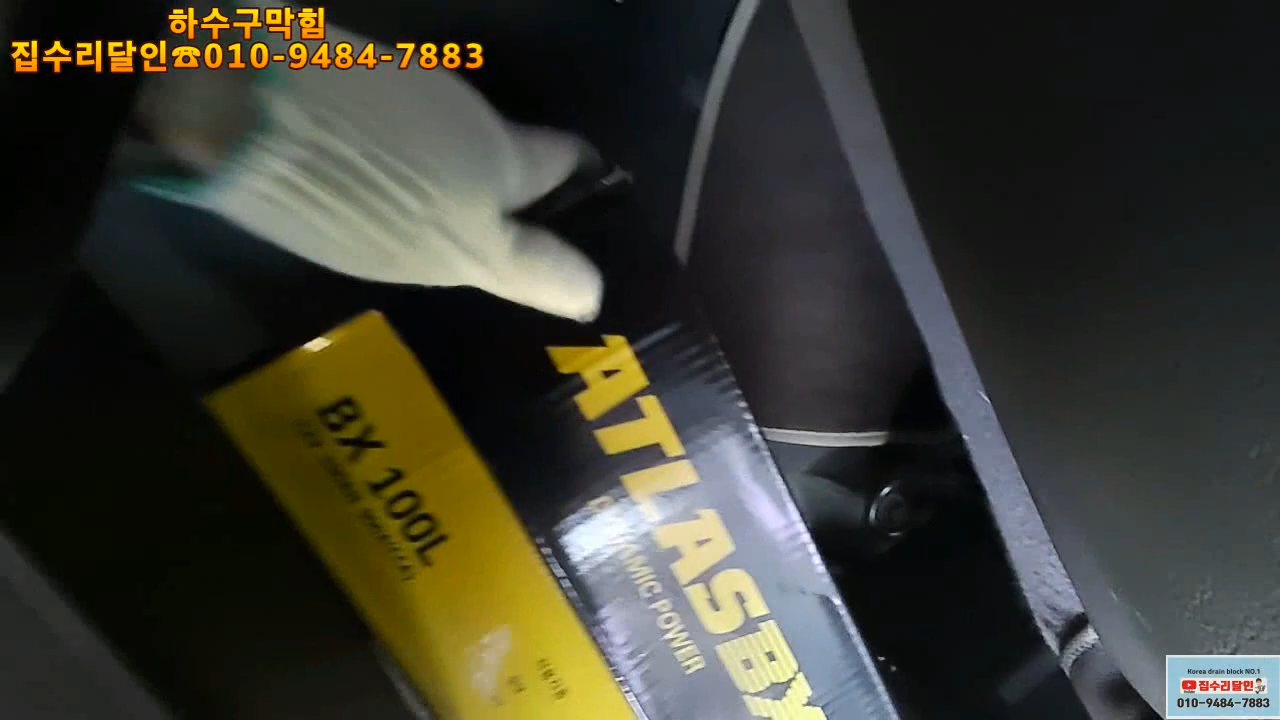 하수구막힘
집수리달인☎010-9484-7883
BX 100L
ATLASBX
DYNAMIC POWER
Korea drain block NO.1
집수리달인
010-9484-7883